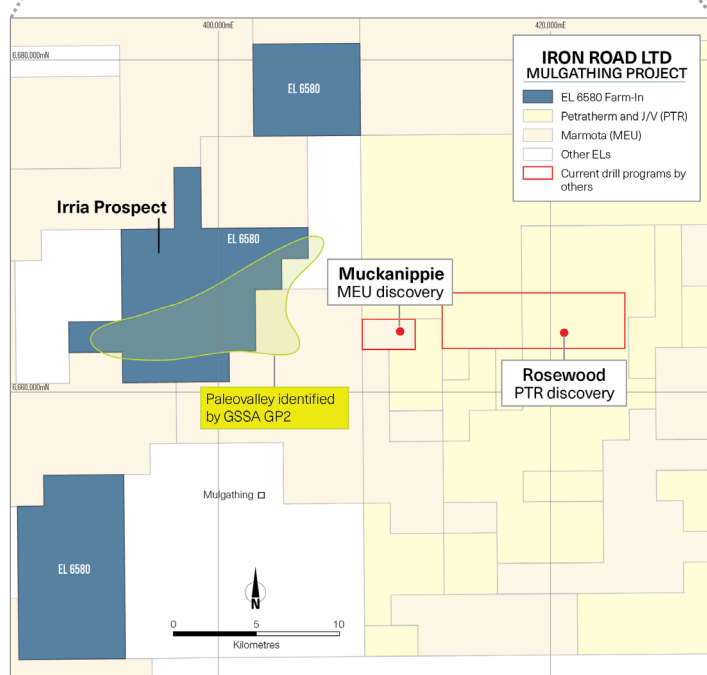 400,000mE
420,000mE
6,680,000mN
IRON ROAD LTD
MULGATHING PROJECT
EL 6580 Farm-In
Petratherm and J/V (PTR)
Marmota (MEU)
Other ELs
Current drill programs by
others
EL 6580
Irria Prospect
EL 6580
Muckanippie
MEU discovery
Rosewood
PTR discovery
6,660,000mN
Paleovalley identified
by GSSA GP2
Mulgathing
EL 6580
N
0 5 10
Kilometres